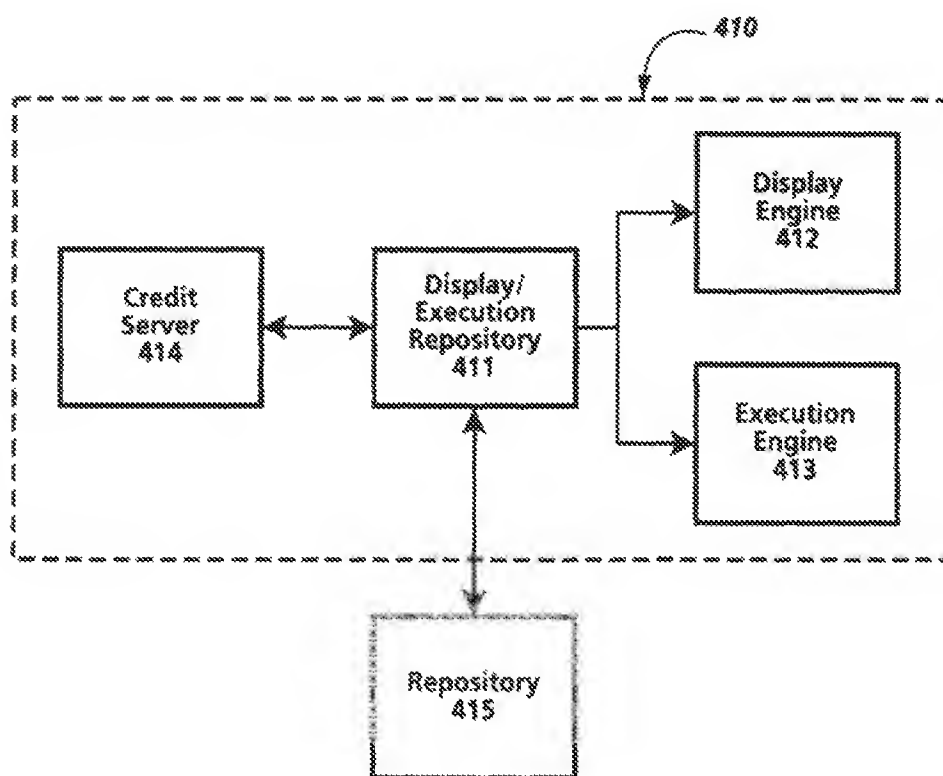 410
Display
Engine
412
Credit
Server
414
Display/
Execution
Repository
411
Execution
Engine
413
Repository
415